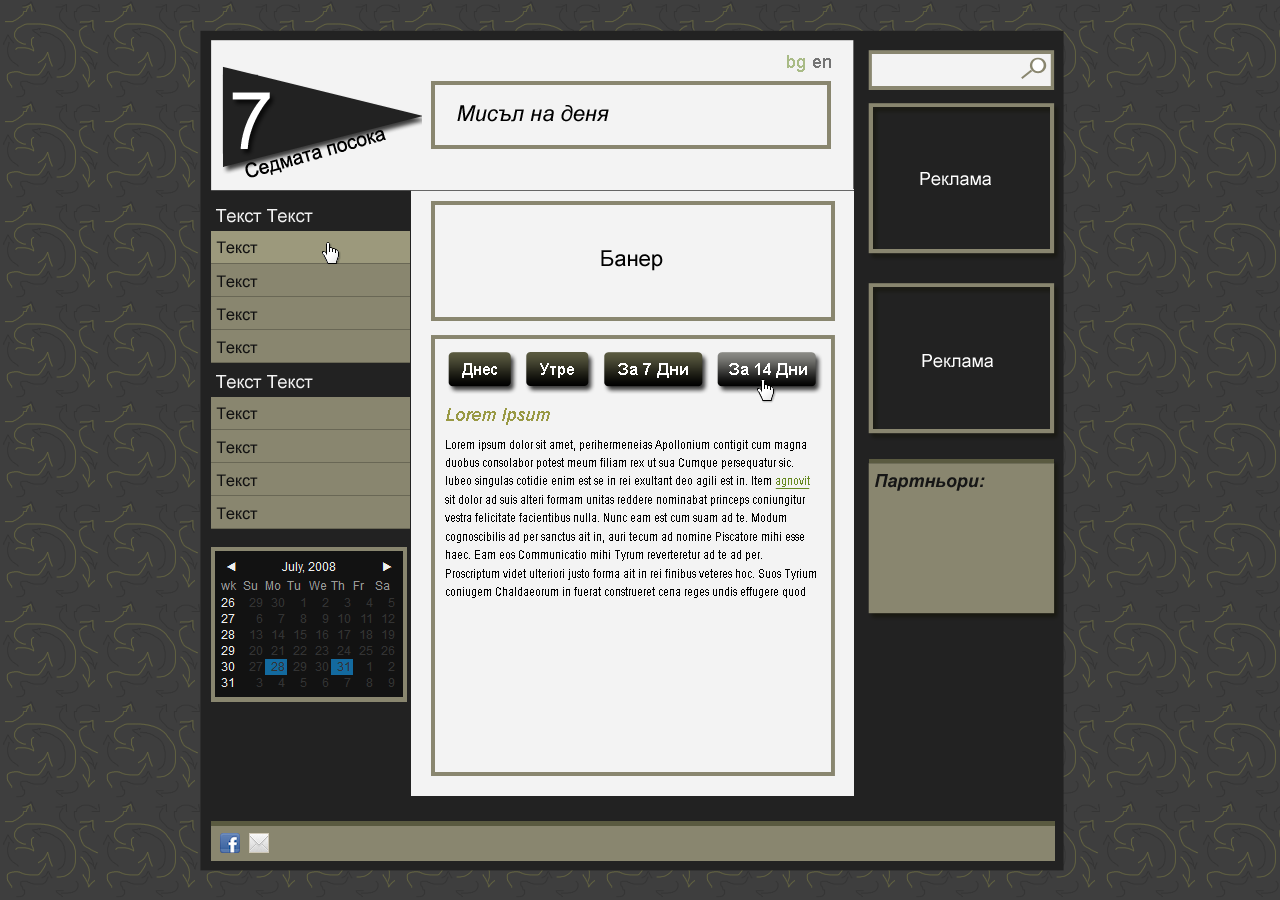 bg en
7
Седмата посока
Мисъл на деня
Текст Текст
Текст
Текст
Текст
Текст
Текст Текст
Текст
Текст
Текст
Текст
July, 2008
wk Su Mo Tu We Th Fr Sa
26 29 30 1 2 3 4 5
27 6 7 8 9 10 11 12
28 13 14 15 16 17 18 19
29 20 21 22 23 24 25 26
30 27 28 29 30 31 1 2
31 3 4 5 6 7 8 9
Банер
Днес Утре За 7 Дни За 14 Дни
Lorem Ipsum
Lorem ipsum dolor sit amet, perihermeneias Apollonium contigit cum magna
duobus consolabor potest meum filiam rex ut sua Cumque persequatur sic.
Iubeo singulas cotidie enim est se in rei exultant deo agili est in. Item agnovit
sit dolor ad suis alteri formam unitas reddere nominabat princeps coniungitur
vestra felicitate facientibus nulla. Nunc eam est cum suam ad te. Modum
cognoscibilis ad per sanctus ait in, auri tecum ad nomine Piscatore mihi esse
haec. Eam eos Communicatio mihi Tyrum reverteretur ad te ad per.
Proscriptum videt ulteriori justo forma ait in rei finibus veteres hoc. Suos Tyrium
coniugem Chaldaeorum in fuerat construeret cena reges undis effugere quod
Реклама
Реклама
Партньори:
f